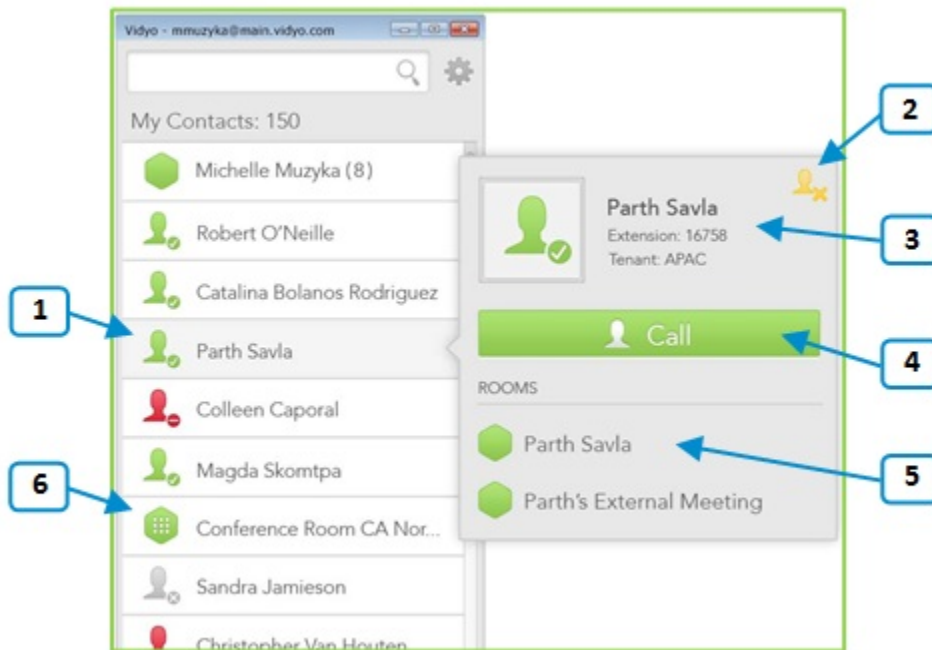 Vidyo - mmuzyka@main.vidyo.com
My Contacts: 150
Michelle Muzyka (8)
Robert O'Neille
Catalina Bolanos Rodriguez
1
Parth Savla
Colleen Caporal
Magda Skomtpa
6
Conference Room CA Nor...
Sandra Jamieson
Christopher Van Houten
2
Parth Savla
Extension: 16758
Tenant: APAC
3
Call
4
ROOMS
Parth Savla
5
Parth's External Meeting